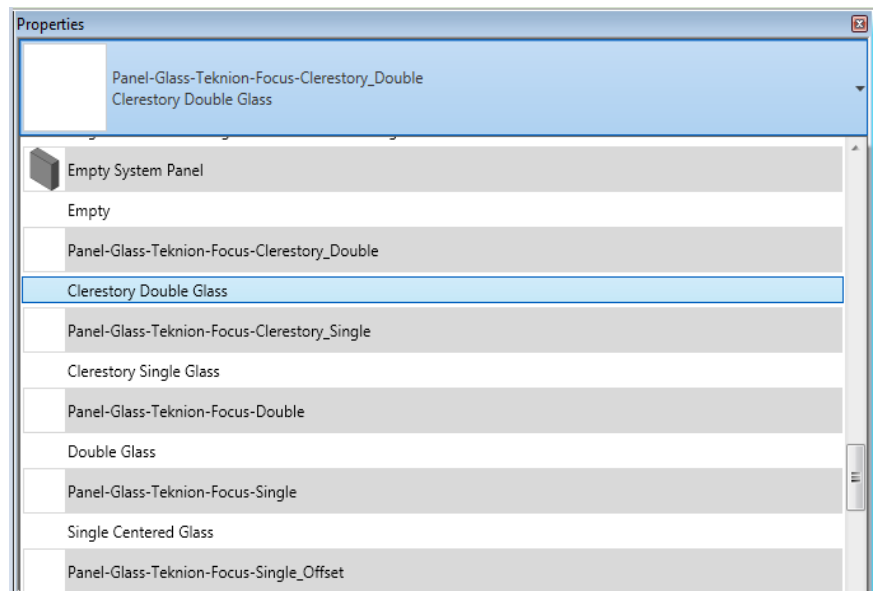 Properties
Panel-Glass-Teknion-Focus-Clerestory_Double
Clerestory Double Glass
Empty System Panel
Empty
Panel-Glass-Teknion-Focus-Clerestory_Double
Clerestory Double Glass
Panel-Glass-Teknion-Focus-Clerestory_Single
Clerestory Single Glass
Panel-Glass-Teknion-Focus-Double
Double Glass
Panel-Glass-Teknion-Focus-Single
Single Centered Glass
Panel-Glass-Teknion-Focus-Single_Offset